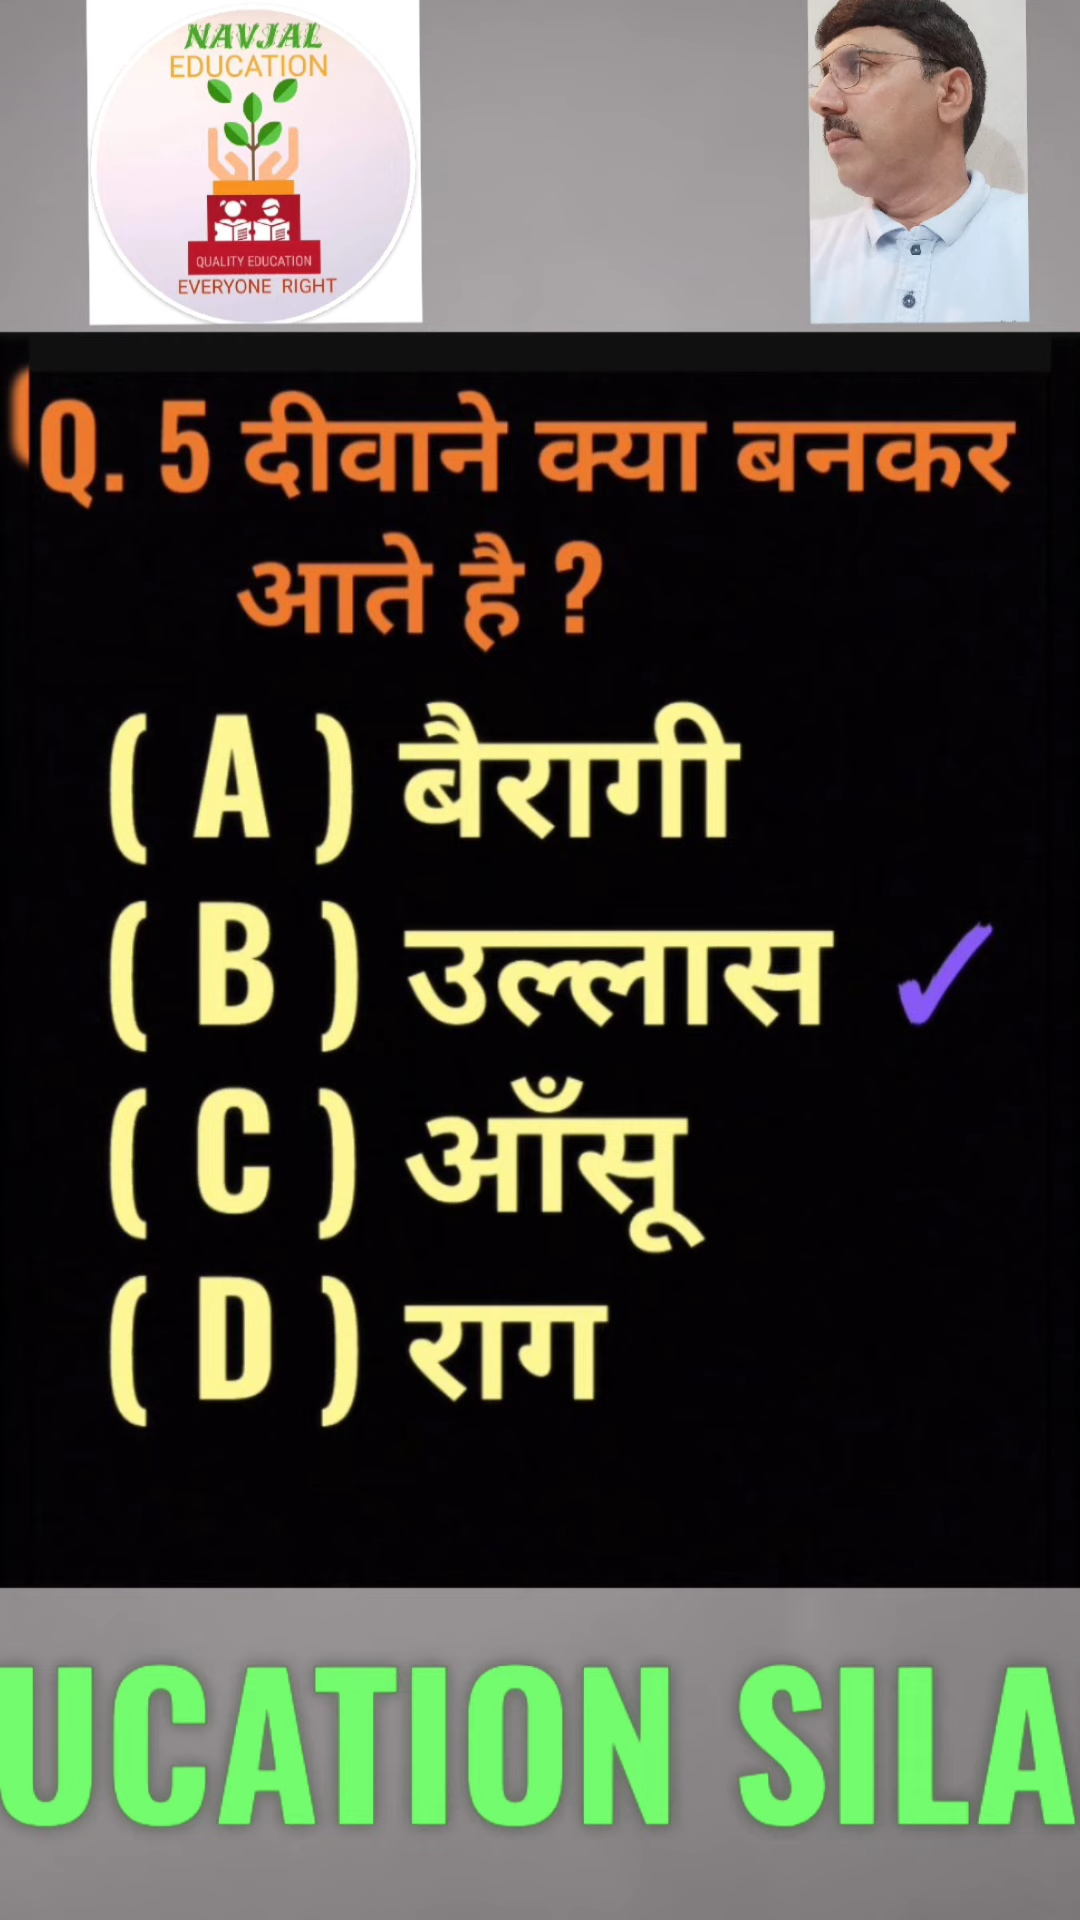 NAVJAL
EDUCATION
QUALITY EDUCATION
EVERYONE RIGHT
Q. 5 दीवाने क्या बनकर
आते है ?
( A ) बैरागी
( B ) उल्लास ✓
( C ) आँसू
( D ) राग
UCATION SILA